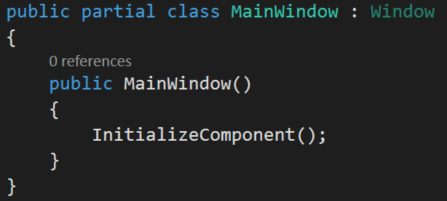 public partial class MainWindow : Window
{
0 references
public MainWindow()
{
InitializeComponent();
}
}